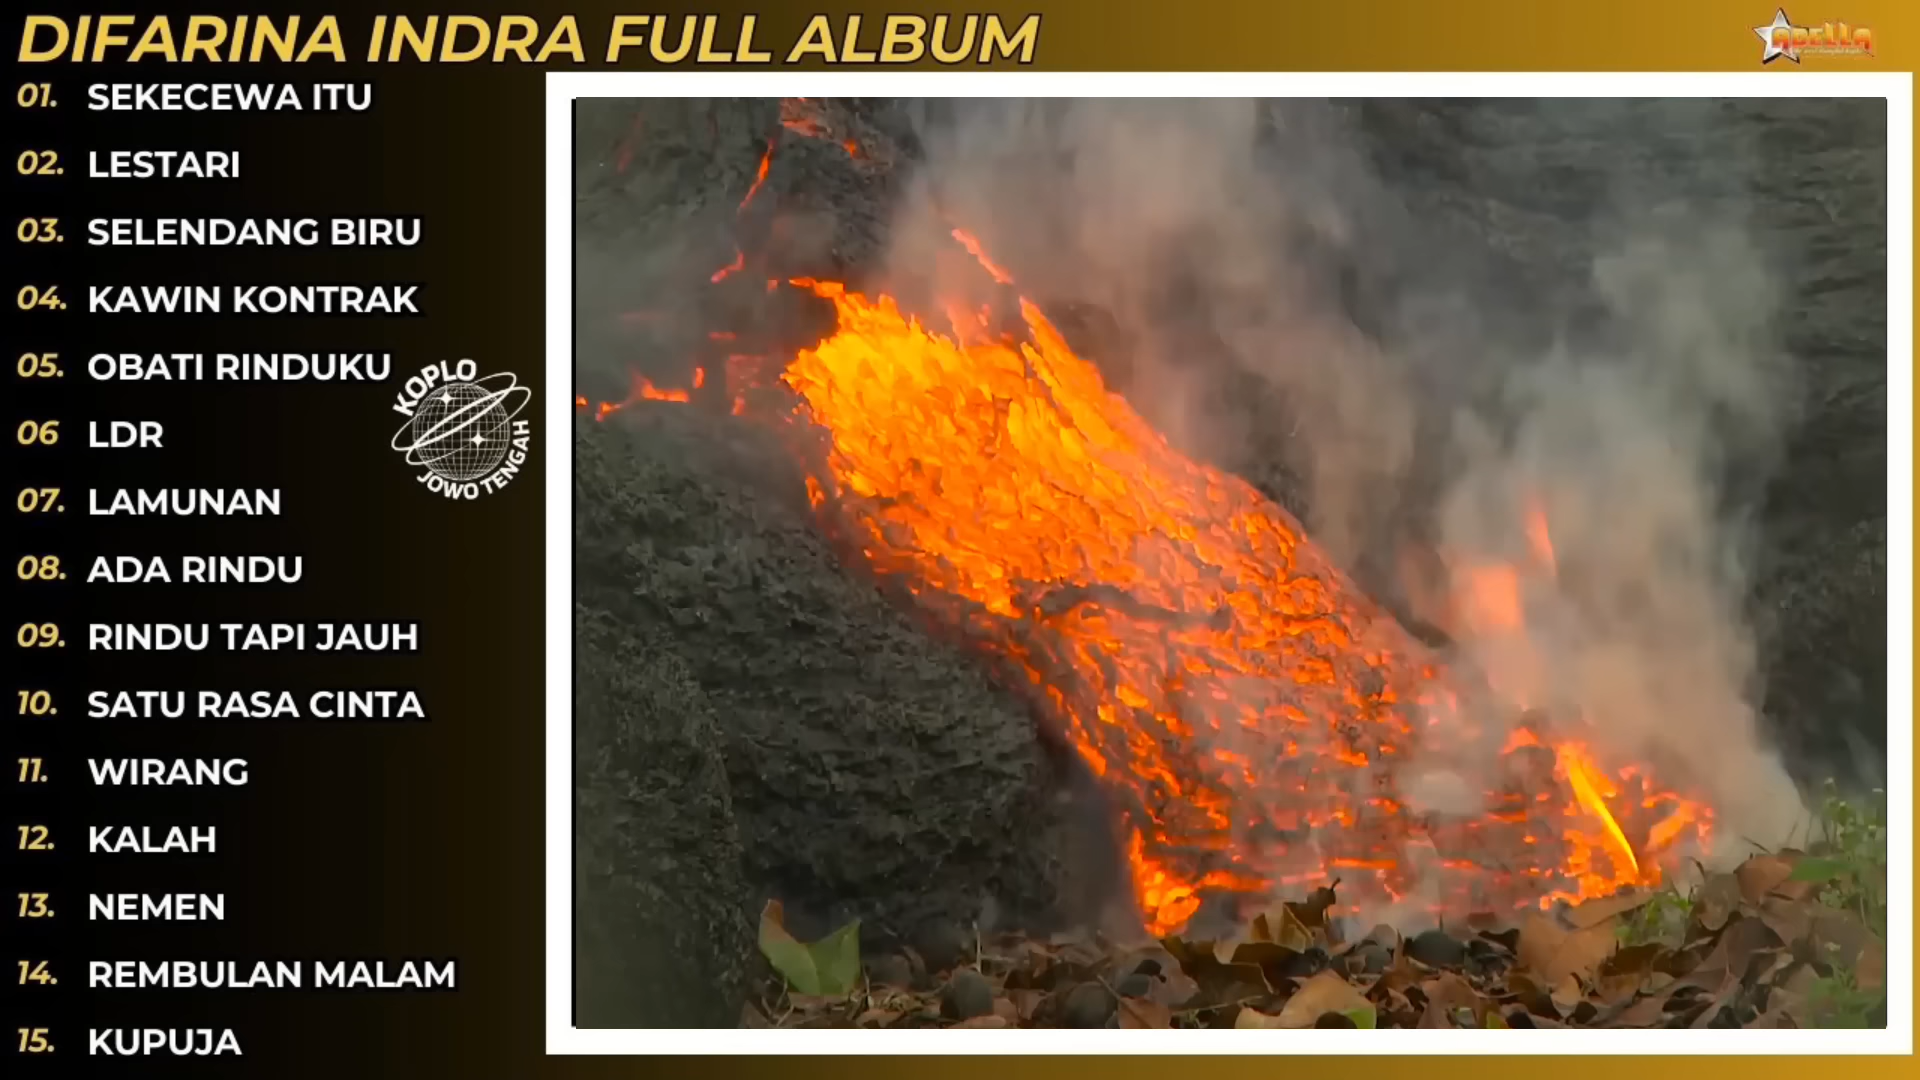 DIFARINA INDRA FULL ALBUM
ADELLA
01. SEKECEWA ITU
02. LESTARI
03. SELENDANG BIRU
04. KAWIN KONTRAK
05. OBATI RINDUKU
06 LDR
07. LAMUNAN
08. ADA RINDU
09. RINDU TAPI JAUH
10. SATU RASA CINTA
11. WIRANG
12. KALAH
13. NEMEN
14. REMBULAN MALAM
15. KUPUJA
KOPLO
JOWO TENGAH